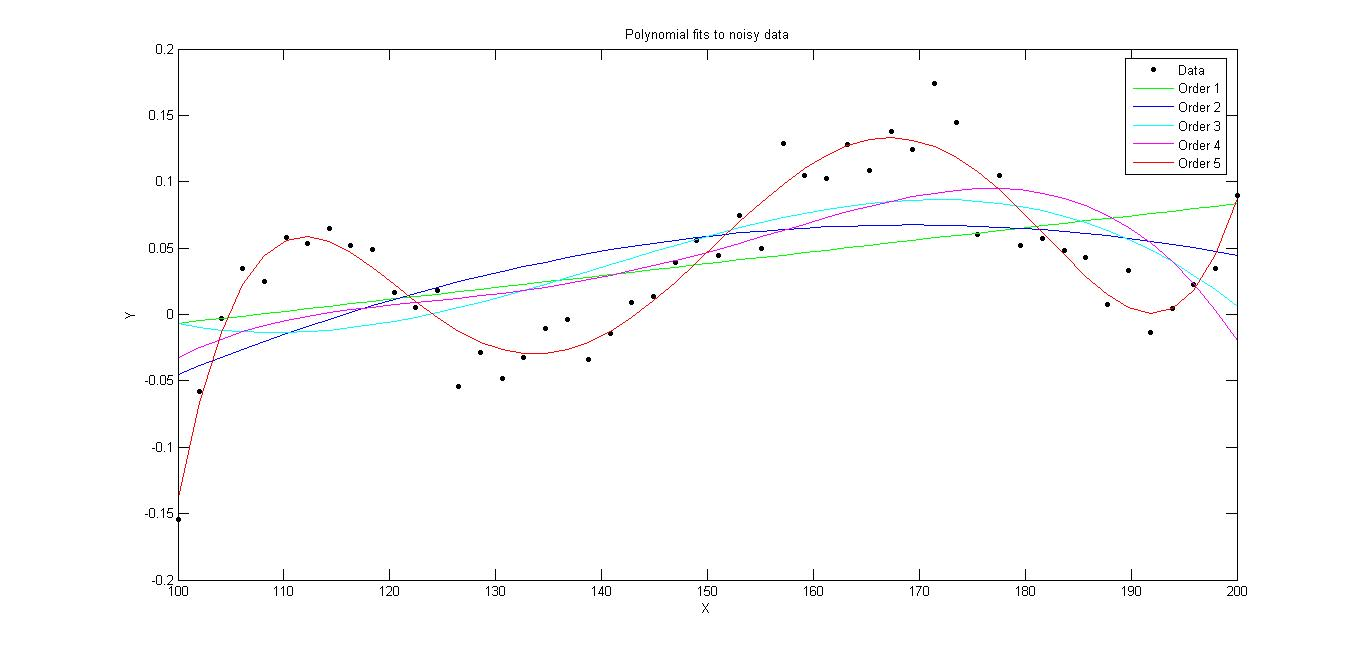 Polynomial fits to noisy data
0.2
0.15
0.1
0.05
0
-0.05
-0.1
-0.15
-0.2
Y
100 110 120 130 140 150 160 170 180 190 200
X
Data
Order 1
Order 2
Order 3
Order 4
Order 5